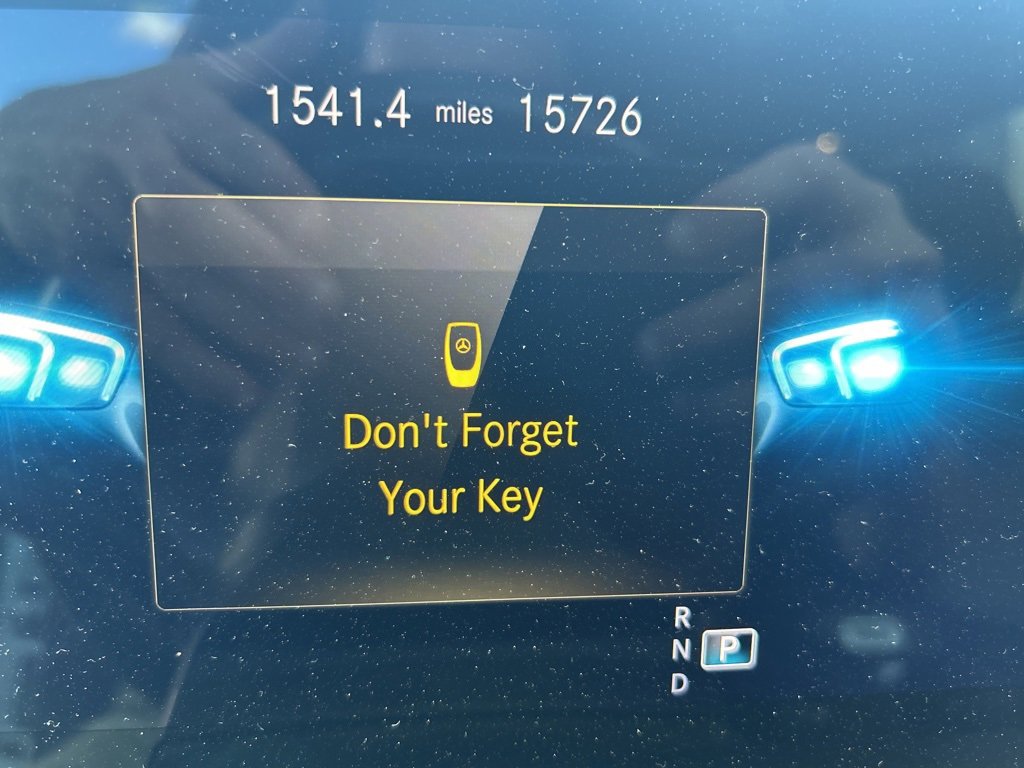 1541.4 miles 15726
Don't Forget
Your Key
R
N P
D